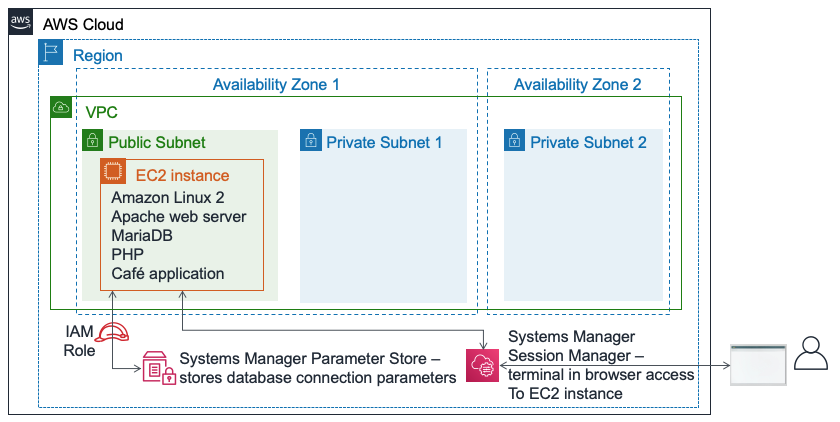 aws
AWS Cloud
Region
Availability Zone 1
Availability Zone 2
VPC
Public Subnet
Private Subnet 1
Private Subnet 2
EC2 instance
Amazon Linux 2
Apache web server
MariaDB
PHP
Café application
IAM
Role
Systems Manager Parameter Store –
stores database connection parameters
Systems Manager
Session Manager –
terminal in browser access
To EC2 instance